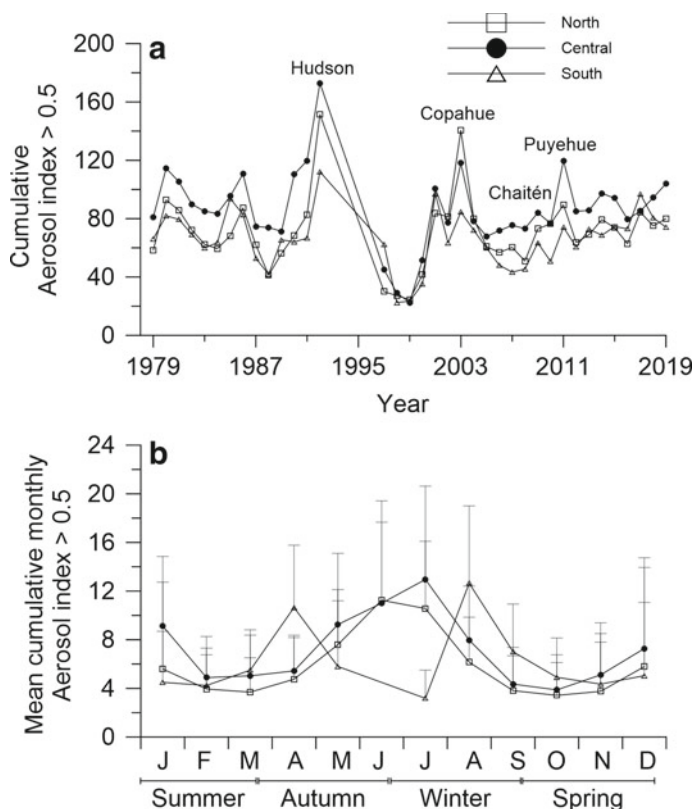 a
North
Central
South
Hudson
Copahue
Puyehue
Chaitén
Cumulative
Aerosol index > 0.5
200
160
120
80
40
0
1979 1987 1995 2003 2011 2019
Year
b
Mean cumulative monthly
Aerosol index > 0.5
24
20
16
12
8
4
0
J F M A M J J A S O N D
Summer Autumn Winter Spring